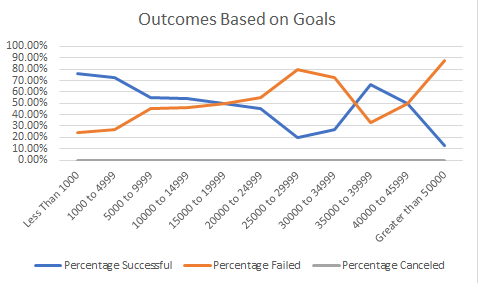 Outcomes Based on Goals
100.00%
90.00%
80.00%
70.00%
60.00%
50.00%
40.00%
30.00%
20.00%
10.00%
0.00%
Less Than 1000
1000 to 4999
5000 to 9999
10000 to 14999
15000 to 19999
20000 to 24999
25000 to 29999
30000 to 34999
35000 to 39999
40000 to 45999
Greater than 50000
Percentage Successful
Percentage Failed
Percentage Canceled